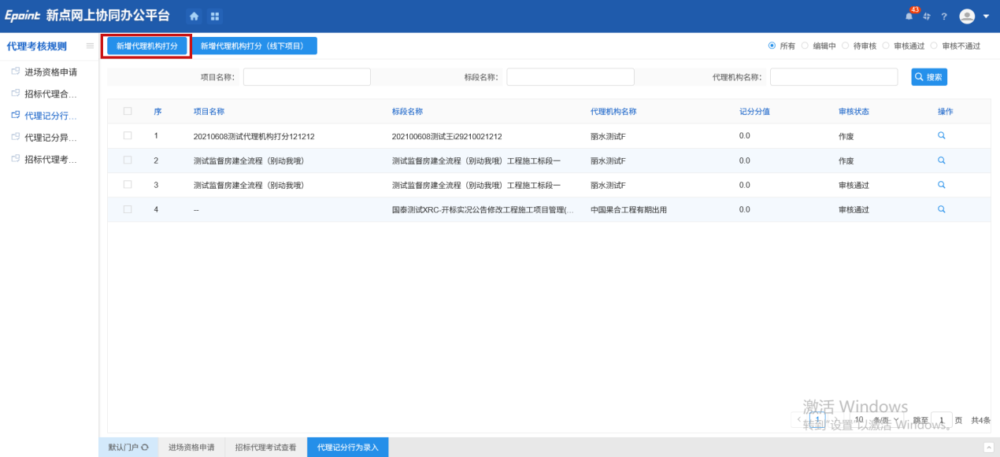 Epoint 新点网上协同办公平台
43
?
代理考核规则
新增代理机构打分
新增代理机构打分（线下项目）
所有 编辑中 待审核 审核通过 审核不通过
进场资格申请
招标代理合...
代理记分行...
代理记分异...
招标代理考...
项目名称:
标段名称:
代理机构名称:
搜索
序 项目名称 标段名称 代理机构名称 记分分值 审核状态 操作
1 20210608测试代理机构打分121212 202100608测试王i29210021212 丽水测试F 0.0 作废
2 测试监督房建全流程（别动我哦） 测试监督房建全流程（别动我哦）工程施工标段一 丽水测试F 0.0 作废
3 测试监督房建全流程（别动我哦） 测试监督房建全流程（别动我哦）工程施工标段一 丽水测试F 0.0 审核通过
4 -- 国泰测试XRC-开标实况公告修改工程施工项目管理(... 中国果合工程有期出用 0.0 审核通过
激活 Windows
转到"设置"以激活 Windows。
1 10 条/页 跳至 1 页 共4条
默认门户 进场资格申请 招标代理考试查看 代理记分行为录入